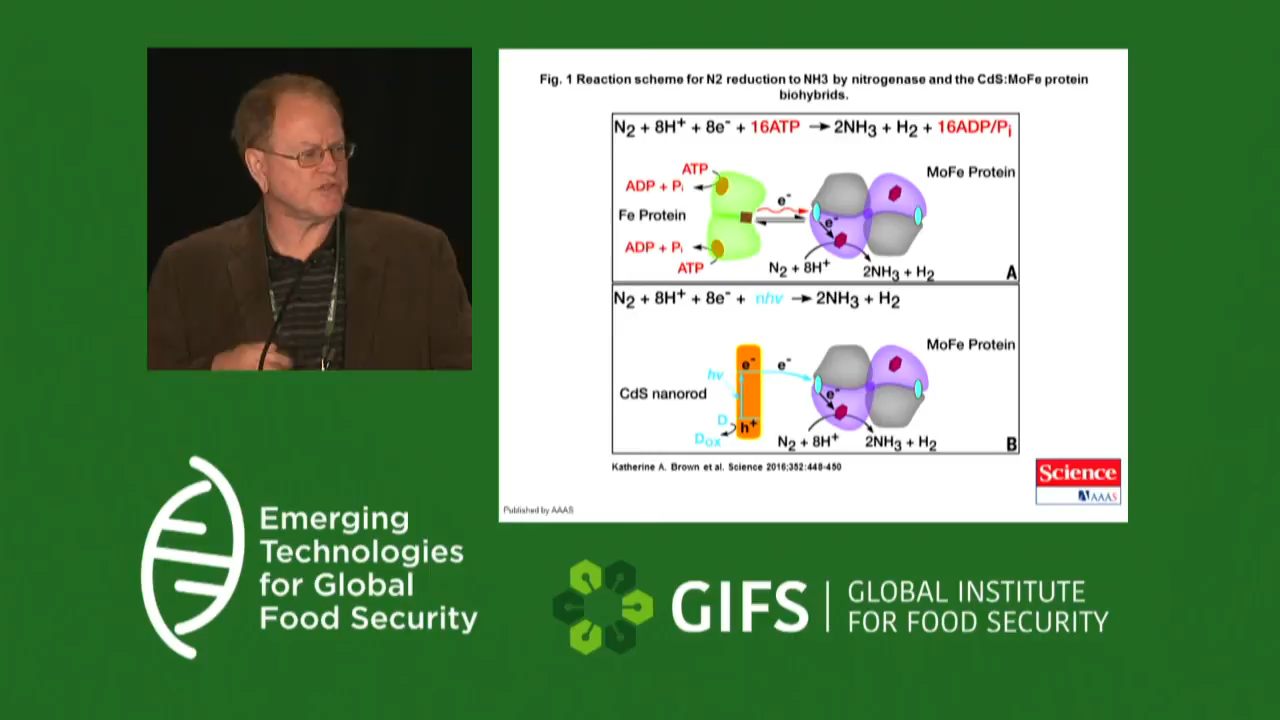 Fig. 1 Reaction scheme for N2 reduction to NH3 by nitrogenase and the CdS:MoFe protein
biohybrids.
N₂ + 8H⁺ + 8e⁻ + 16ATP → 2NH₃ + H₂ + 16ADP/Pᵢ
MoFe Protein
ATP
ADP + Pᵢ
e⁻
Fe Protein
e⁻
ADP + Pᵢ
ATP
N₂ + 8H⁺
2NH₃ + H₂
A
N₂ + 8H⁺ + 8e⁻ + nhν → 2NH₃ + H₂
MoFe Protein
e⁻
e⁻
hν
CdS nanorod
e⁻
D
h⁺
Dox
N₂ + 8H⁺
2NH₃ + H₂
B
Katherine A. Brown et al. Science 2016;352:448-450
Science
AAAS
Published by AAAS
Emerging
Technologies
for Global
Food Security
GIFS
GLOBAL INSTITUTE
FOR FOOD SECURITY